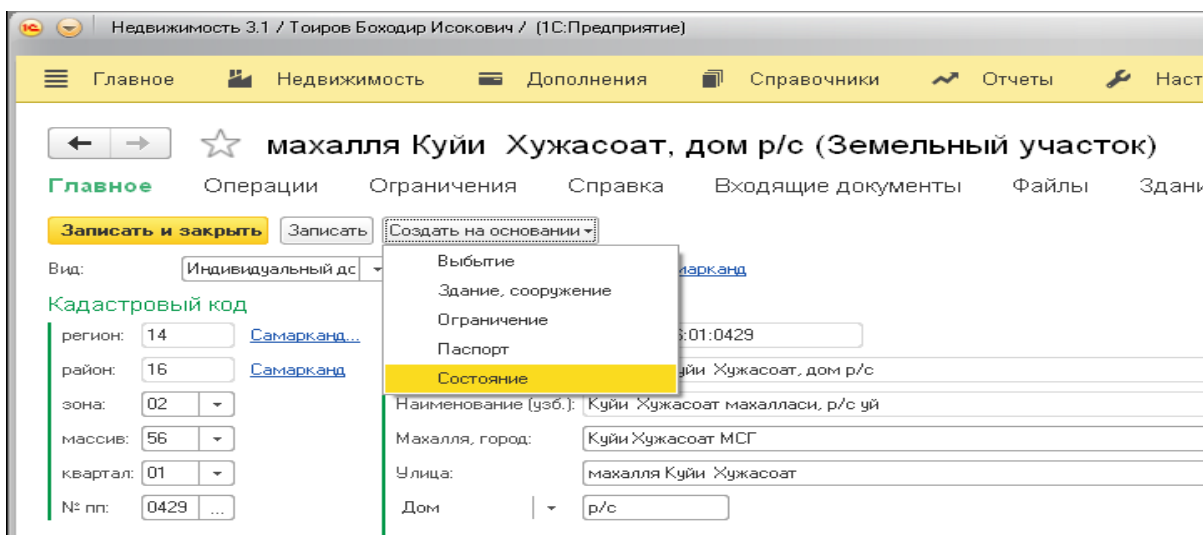 1С Недвижимость 3.1 / Тоиров Боходир Исокович / (1С:Предприятие)
Главное Недвижимость Дополнения Справочники Отчеты Наст
махалля Куйи Хужасоат, дом р/с (Земельный участок)
Главное Операции Ограничения Справка Входящие документы Файлы Здани
Записать и закрыть Записать Создать на основании
Выбытие
Вид: Индивидуальный дс марканд
Здание, сооружение
Кадастровый код
Ограничение
регион: 14 Самарканд... 6:01:0429
Паспорт
район: 16 Самарканд уйи Хужасоат, дом р/с
Состояние
зона: 02 Наименование (узб.): Куйи Хужасоат махалласи, р/с уй
массив: 56 Махалля, город: Куйи Хужасоат МСГ
квартал: 01 Улица: махалля Куйи Хужасоат
№ пп: 0429 ... Дом р/с